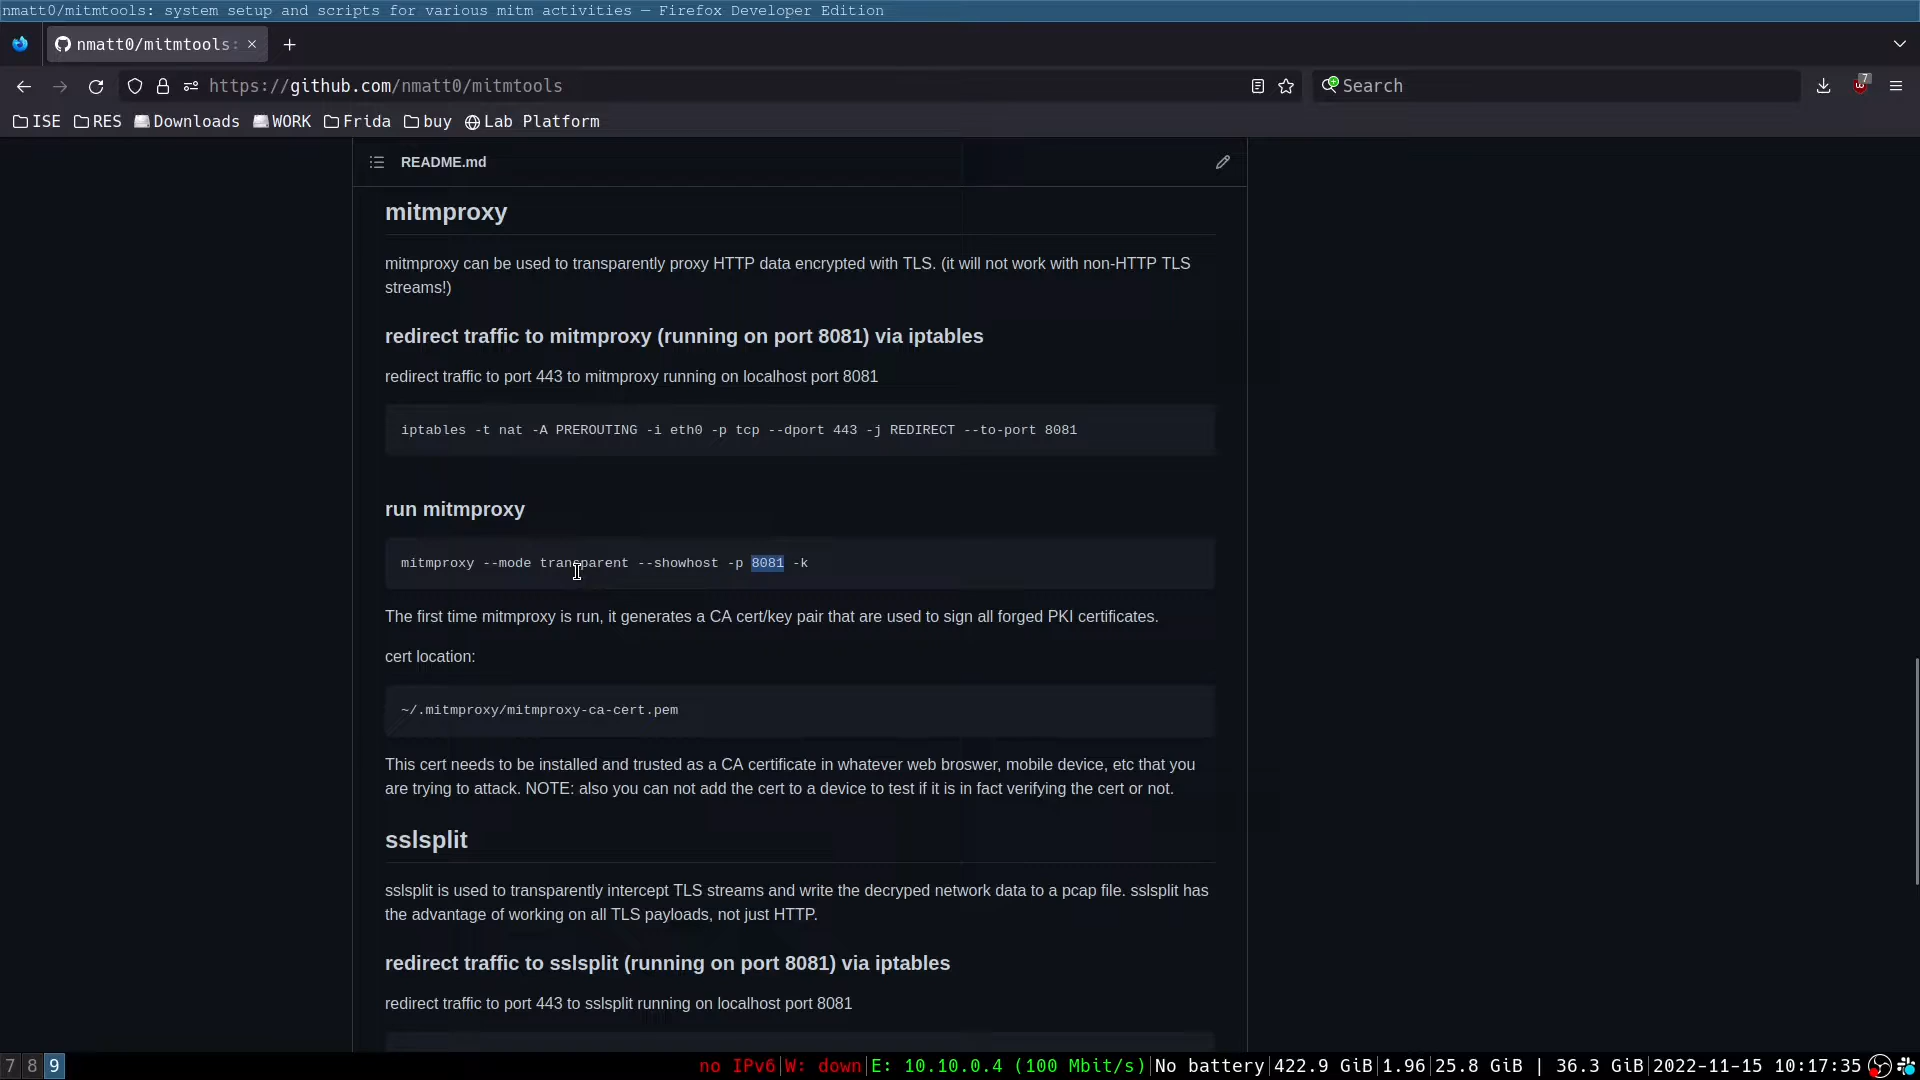 nmatt0/mitmtools: system setup and scripts for various mitm activities — Firefox Developer Edition
nmatt0/mitmtools:
https://github.com/nmatt0/mitmtools
Search
7
ISE RES Downloads WORK Frida buy Lab Platform
README.md
mitmproxy
mitmproxy can be used to transparently proxy HTTP data encrypted with TLS. (it will not work with non-HTTP TLS
streams!)
redirect traffic to mitmproxy (running on port 8081) via iptables
redirect traffic to port 443 to mitmproxy running on localhost port 8081
iptables -t nat -A PREROUTING -i eth0 -p tcp --dport 443 -j REDIRECT --to-port 8081
run mitmproxy
mitmproxy --mode transparent --showhost -p 8081 -k
The first time mitmproxy is run, it generates a CA cert/key pair that are used to sign all forged PKI certificates.
cert location:
~/.mitmproxy/mitmproxy-ca-cert.pem
This cert needs to be installed and trusted as a CA certificate in whatever web broswer, mobile device, etc that you
are trying to attack. NOTE: also you can not add the cert to a device to test if it is in fact verifying the cert or not.
sslsplit
sslsplit is used to transparently intercept TLS streams and write the decryped network data to a pcap file. sslsplit has
the advantage of working on all TLS payloads, not just HTTP.
redirect traffic to sslsplit (running on port 8081) via iptables
redirect traffic to port 443 to sslsplit running on localhost port 8081
7 8 9 no IPv6|W: down|E: 10.10.0.4 (100 Mbit/s)|No battery|422.9 GiB|1.96|25.8 GiB | 36.3 GiB|2022-11-15 10:17:35